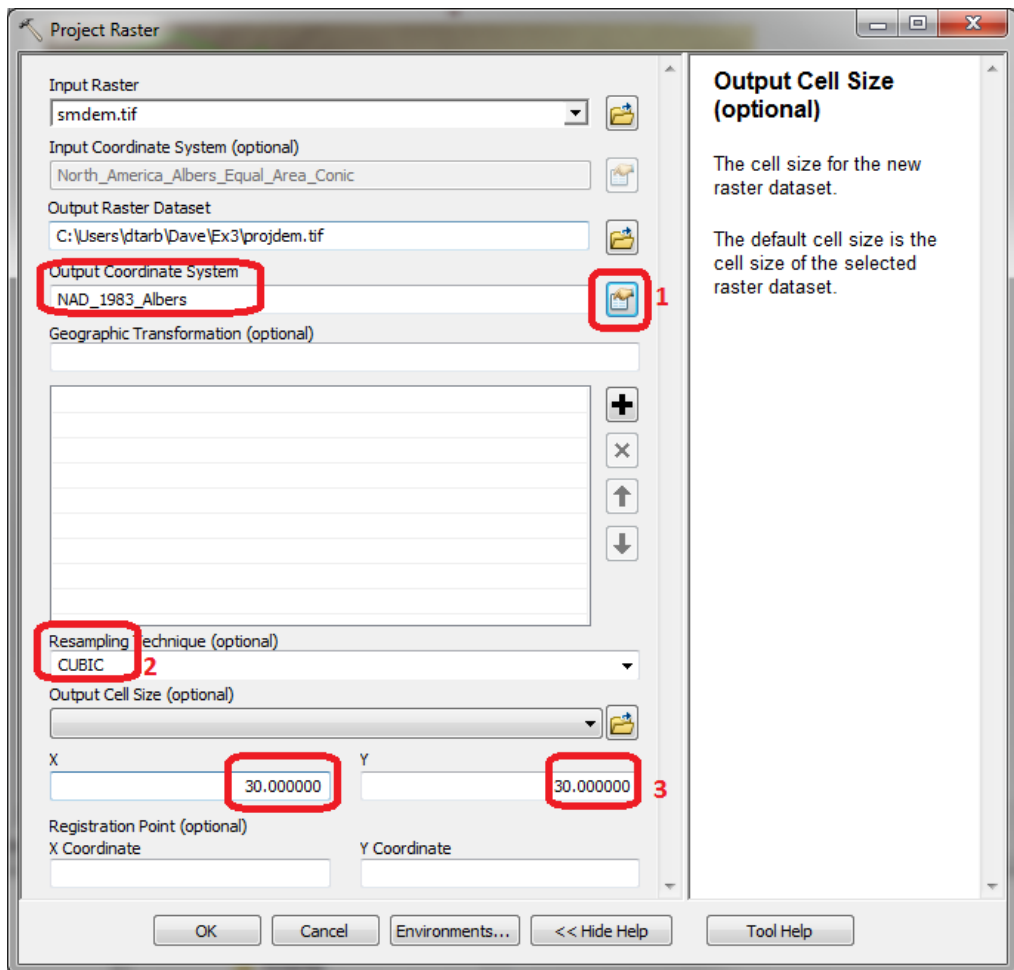 Project Raster
Input Raster
smdem.tif
Input Coordinate System (optional)
North_America_Albers_Equal_Area_Conic
Output Raster Dataset
C:\Users\dtarb\Dave\Ex3\projdem.tif
Output Coordinate System
NAD_1983_Albers
1
Geographic Transformation (optional)
Resampling Technique (optional)
CUBIC
2
Output Cell Size (optional)
X Y
30.000000 30.000000 3
Registration Point (optional)
X Coordinate Y Coordinate
OK Cancel Environments... << Hide Help Tool Help
Output Cell Size
(optional)
The cell size for the new
raster dataset.
The default cell size is the
cell size of the selected
raster dataset.